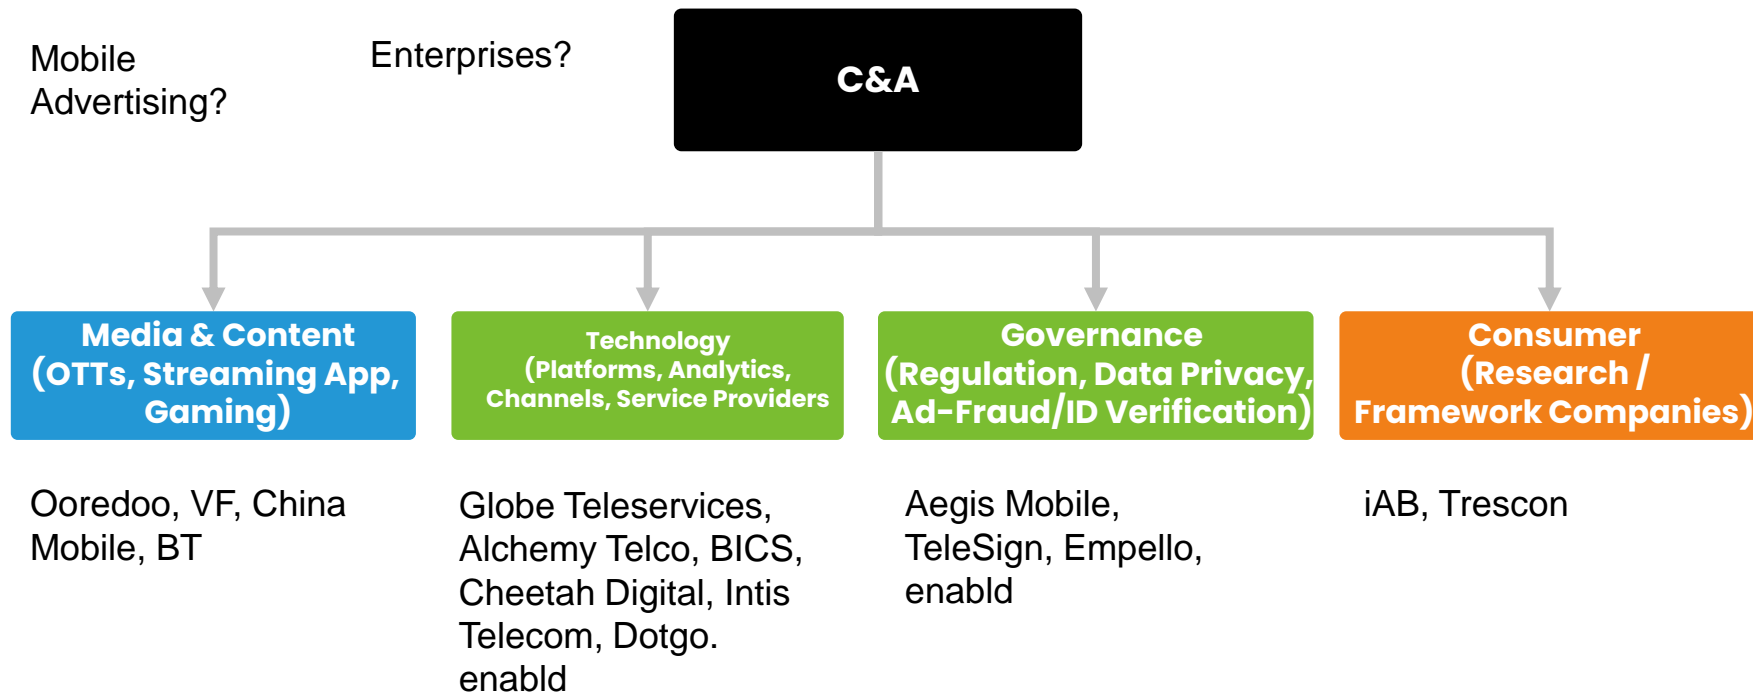 Mobile
Advertising?
Enterprises?
C&A
Media & Content
(OTTs, Streaming App,
Gaming)
Technology
(Platforms, Analytics,
Channels, Service Providers
Governance
(Regulation, Data Privacy,
Ad-Fraud/ID Verification)
Consumer
(Research /
Framework Companies)
Ooredoo, VF, China
Mobile, BT
Globe Teleservices,
Alchemy Telco, BICS,
Cheetah Digital, Intis
Telecom, Dotgo.
enabld
Aegis Mobile,
TeleSign, Empello,
enabld
iAB, Trescon